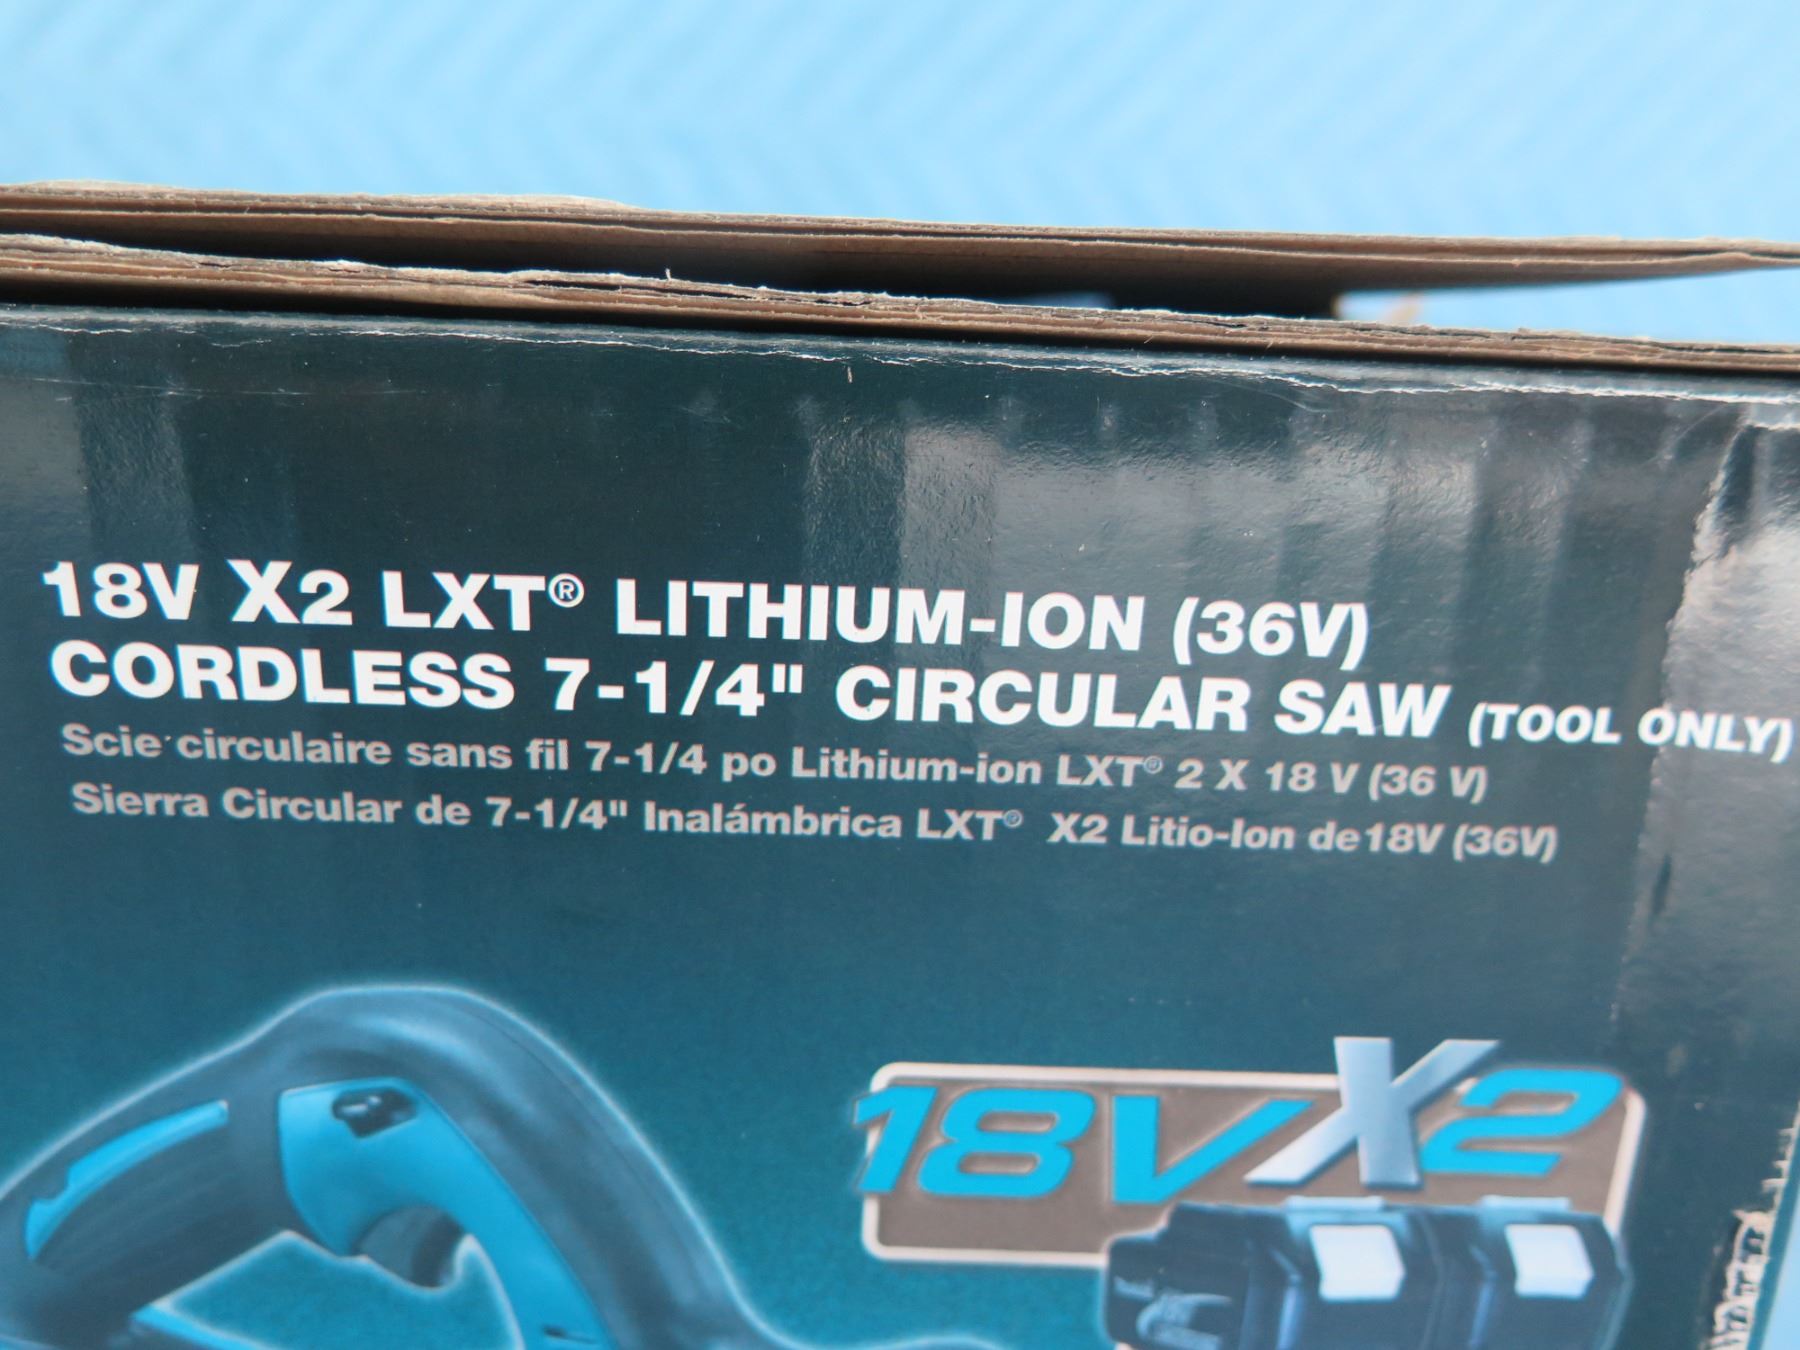 18V X2 LXT® LITHIUM-ION (36V)
CORDLESS 7-1/4" CIRCULAR SAW (TOOL ONLY)
Scie circulaire sans fil 7-1/4 po Lithium-ion LXT® 2 X 18 V (36 V)
Sierra Circular de 7-1/4" Inalámbrica LXT® X2 Litio-Ion de18V (36V)
18VX2